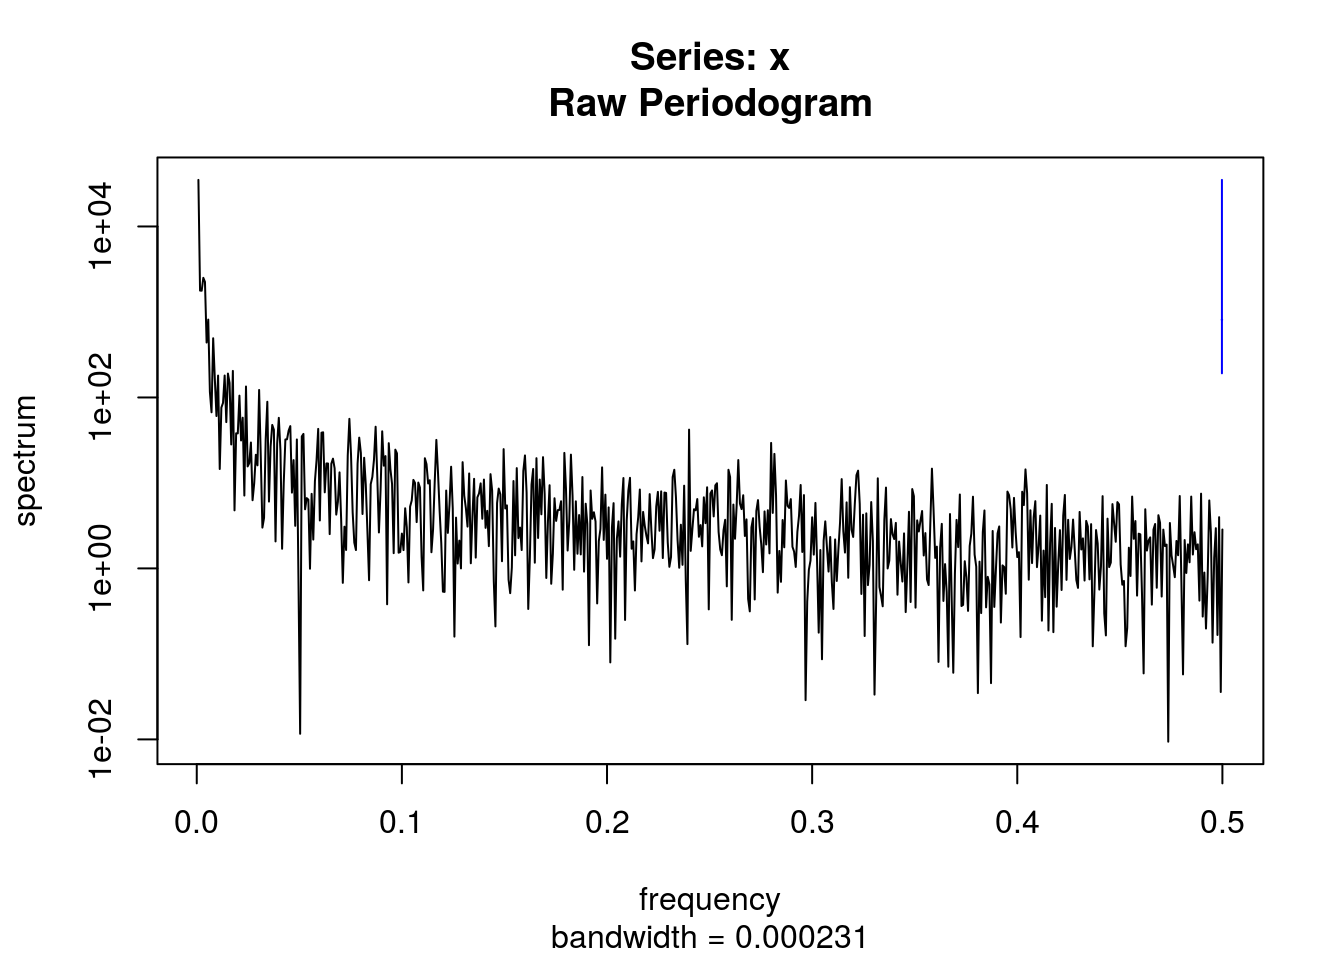 Series: x
Raw Periodogram
spectrum
1e+04
1e+02
1e+00
1e-02
0.0 0.1 0.2 0.3 0.4 0.5
frequency
bandwidth = 0.000231